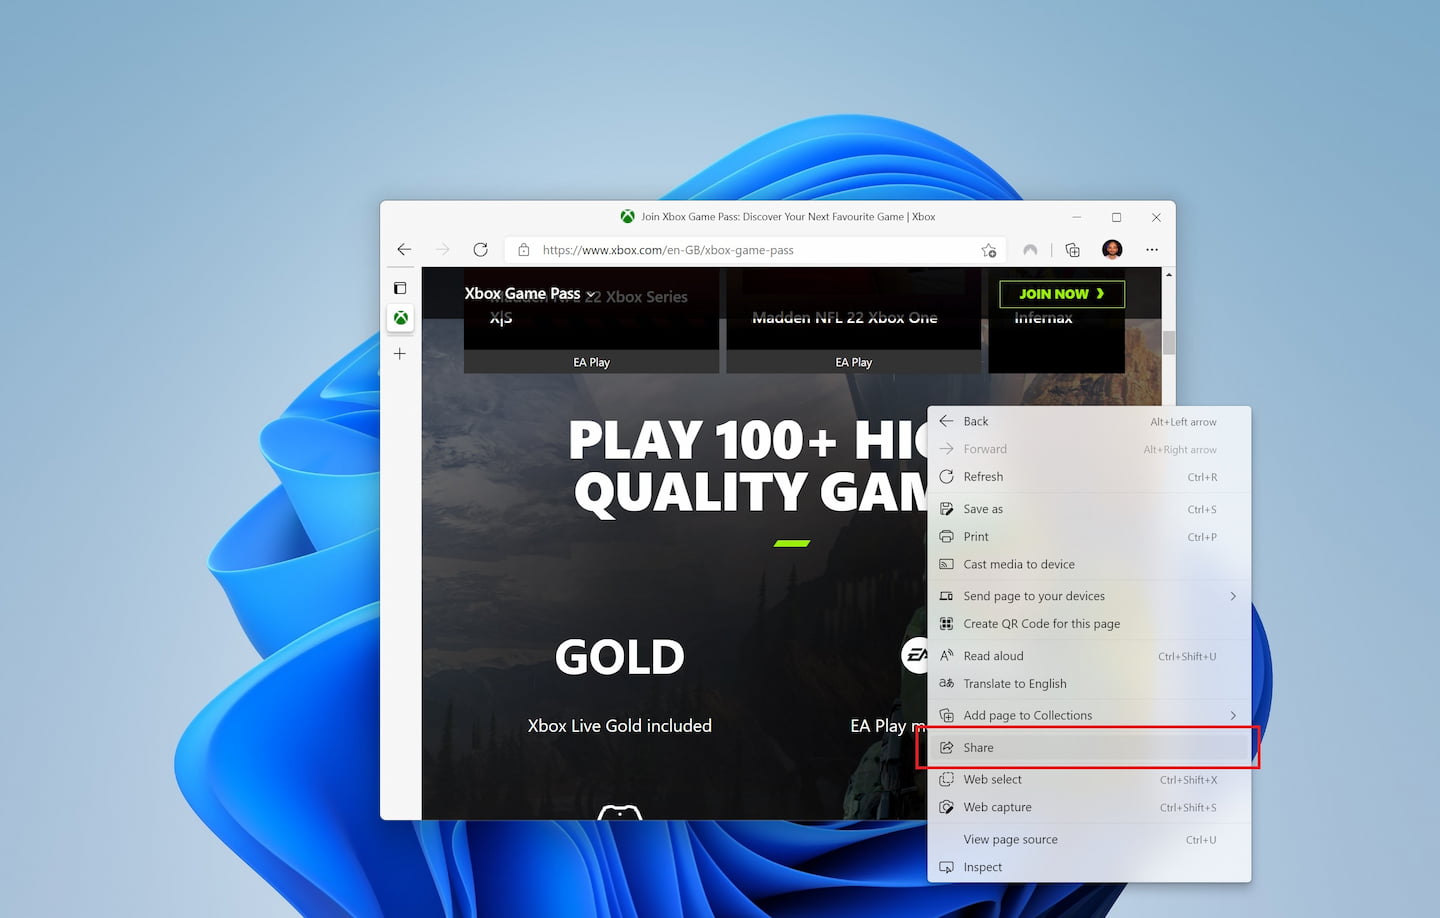 Join Xbox Game Pass: Discover Your Next Favourite Game | Xbox
https://www.xbox.com/en-GB/xbox-game-pass
Xbox Game Pass
JOIN NOW
Madden NFL 22 Xbox Series
X|S
Madden NFL 22 Xbox One
Infernax
EA Play
EA Play
PLAY 100+ HIG
QUALITY GAM
GOLD
EA
Xbox Live Gold included
EA Play m
Back Alt+Left arrow
Forward Alt+Right arrow
Refresh Ctrl+R
Save as Ctrl+S
Print Ctrl+P
Cast media to device
Send page to your devices
Create QR Code for this page
Read aloud Ctrl+Shift+U
Translate to English
Add page to Collections
Share
Web select Ctrl+Shift+X
Web capture Ctrl+Shift+S
View page source Ctrl+U
Inspect